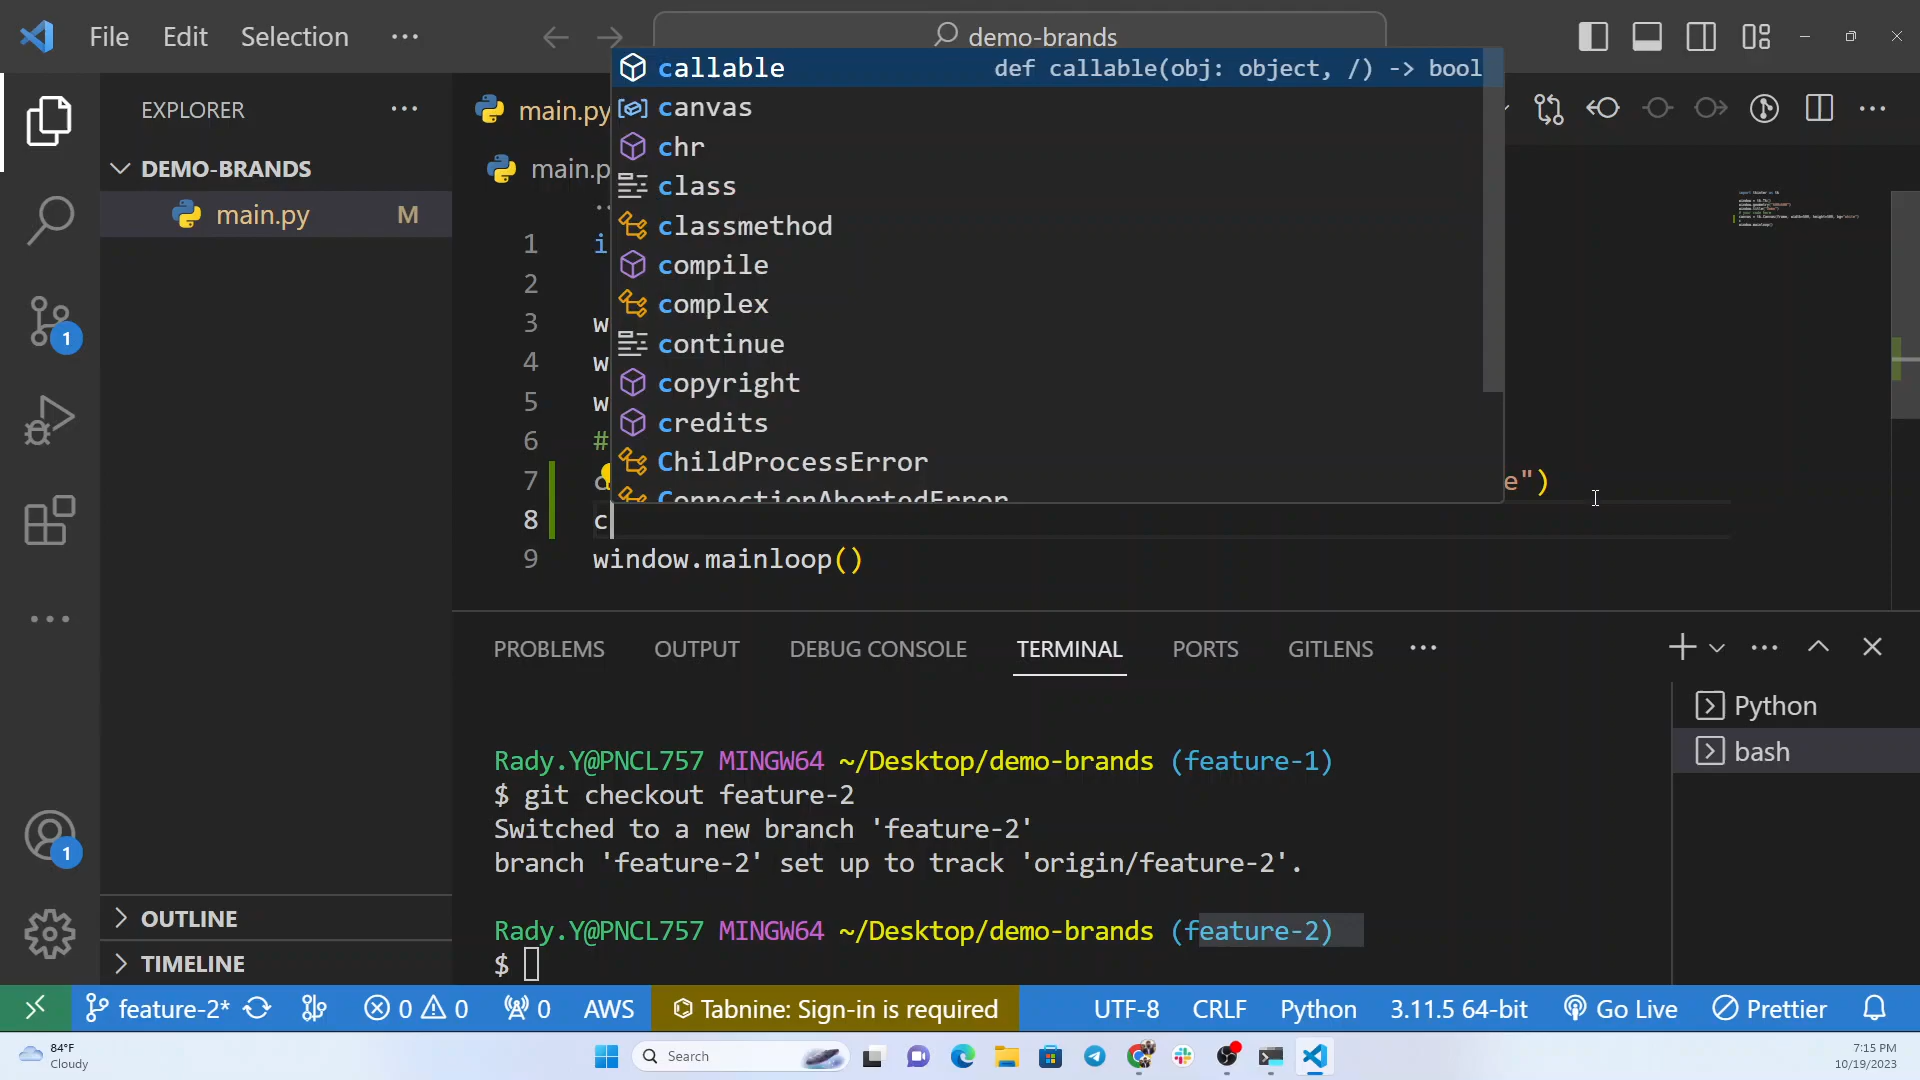 File Edit Selection ··· demo-brands
callable def callable(obj: object, /) -> bool
canvas
chr
class
classmethod
compile
complex
continue
copyright
credits
ChildProcessError
ConnectionAbortedError
EXPLORER ···
DEMO-BRANDS
main.py M
main.py
main.p
1 i
2
3 w
4 w
5 w
6 #
7 c e")
8 c
9 window.mainloop()
OUTLINE
TIMELINE
PROBLEMS OUTPUT DEBUG CONSOLE TERMINAL PORTS GITLENS ···
Python
bash
Rady.Y@PNCL757 MINGW64 ~/Desktop/demo-brands (feature-1)
$ git checkout feature-2
Switched to a new branch 'feature-2'
branch 'feature-2' set up to track 'origin/feature-2'.
Rady.Y@PNCL757 MINGW64 ~/Desktop/demo-brands (feature-2)
$
1
1
feature-2* 0 0 0 AWS Tabnine: Sign-in is required UTF-8 CRLF Python 3.11.5 64-bit Go Live Prettier
84°F
Cloudy
Search
7:15 PM
10/19/2023